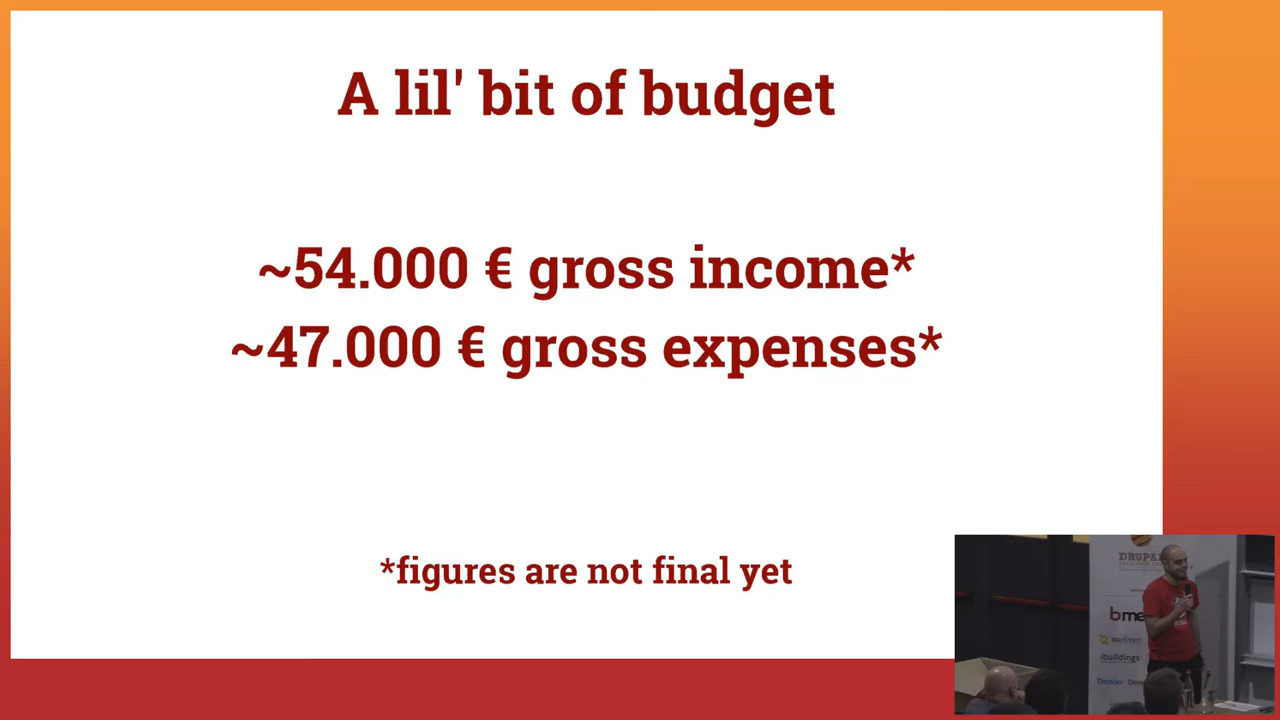 A lil' bit of budget
~54.000 € gross income*
~47.000 € gross expenses*
*figures are not final yet
DRUPAL
bme
ibuildings
Thunder